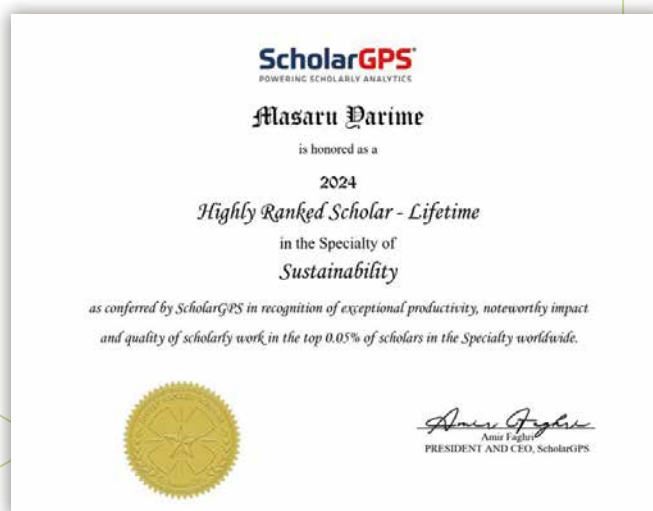 ScholarGPS
POWERING SCHOLARLY ANALYTICS
Masaru Yarime
is honored as a
2024
Highly Ranked Scholar - Lifetime
in the Specialty of
Sustainability
as conferred by ScholarGPS in recognition of exceptional productivity, noteworthy impact
and quality of scholarly work in the top 0.05% of scholars in the Specialty worldwide.
Amir Faghri
Amir Faghri
PRESIDENT AND CEO, ScholarGPS